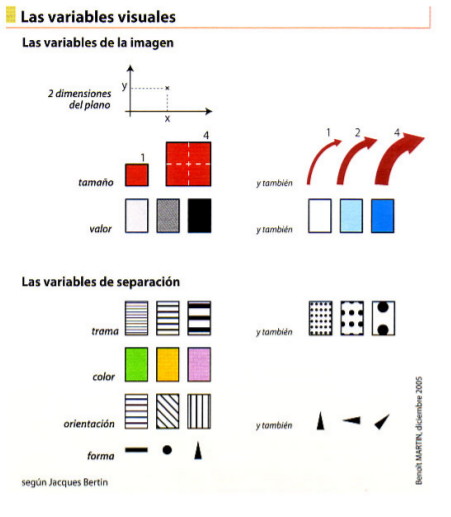 Las variables visuales
Las variables de la imagen
2 dimensiones
del plano
y
x
x
tamaño
1
4
y también
1
2
4
valor
y también
Las variables de separación
trama
y también
color
orientación
y también
forma
según Jacques Bertin
Benoît MARTIN, diciembre 2005